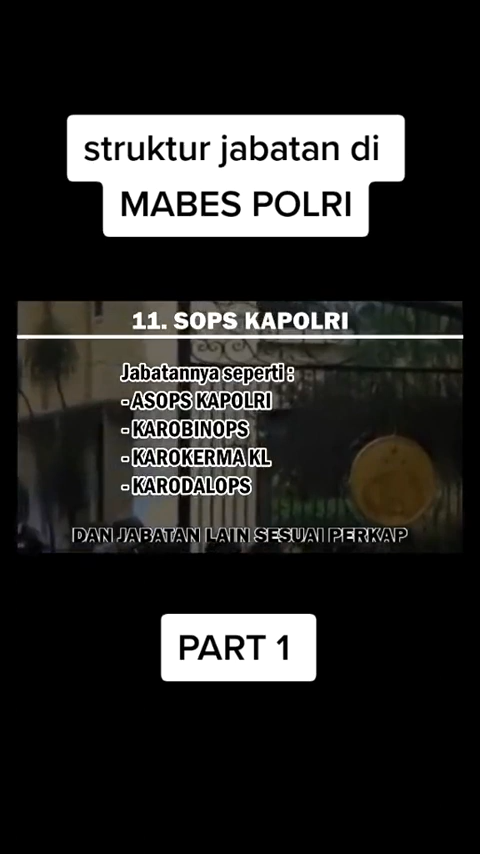 struktur jabatan di
MABES POLRI
11. SOPS KAPOLRI
Jabatannya seperti :
- ASOPS KAPOLRI
- KAROBINOPS
- KAROKERMA KL
- KARODALOPS
DAN JABATAN LAIN SESUAI PERKAP
PART 1